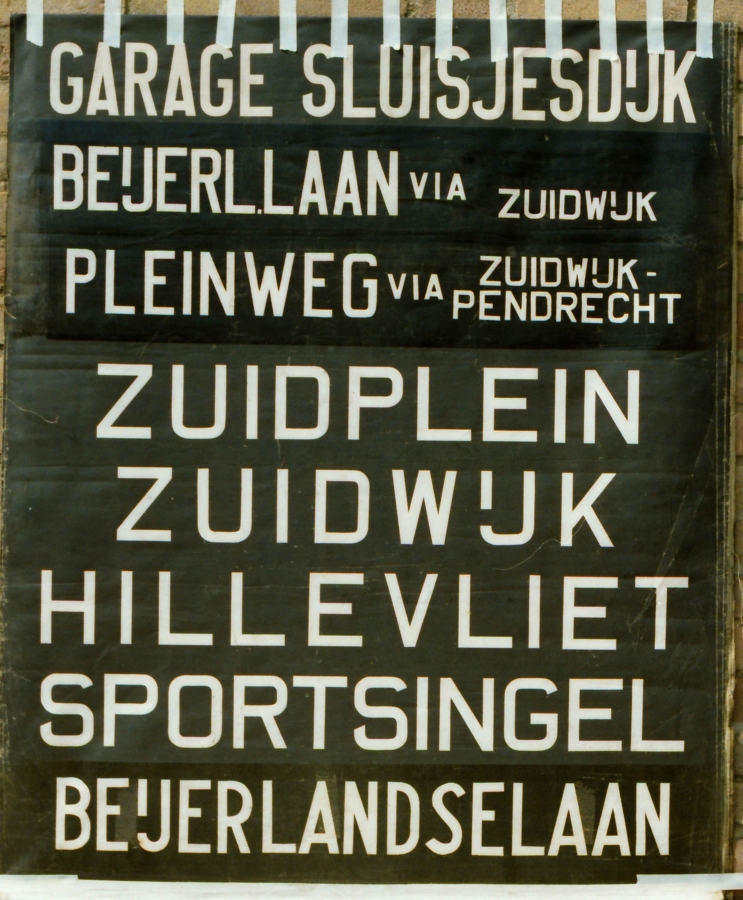 GARAGE SLUISJESDIJK
BEIJERL.LAAN VIA ZUIDWIJK
PLEINWEG VIA ZUIDWIJK-
PENDRECHT
ZUIDPLEIN
ZUIDWIJK
HILLEVLIET
SPORTSINGEL
BEIJERLANDSELAAN